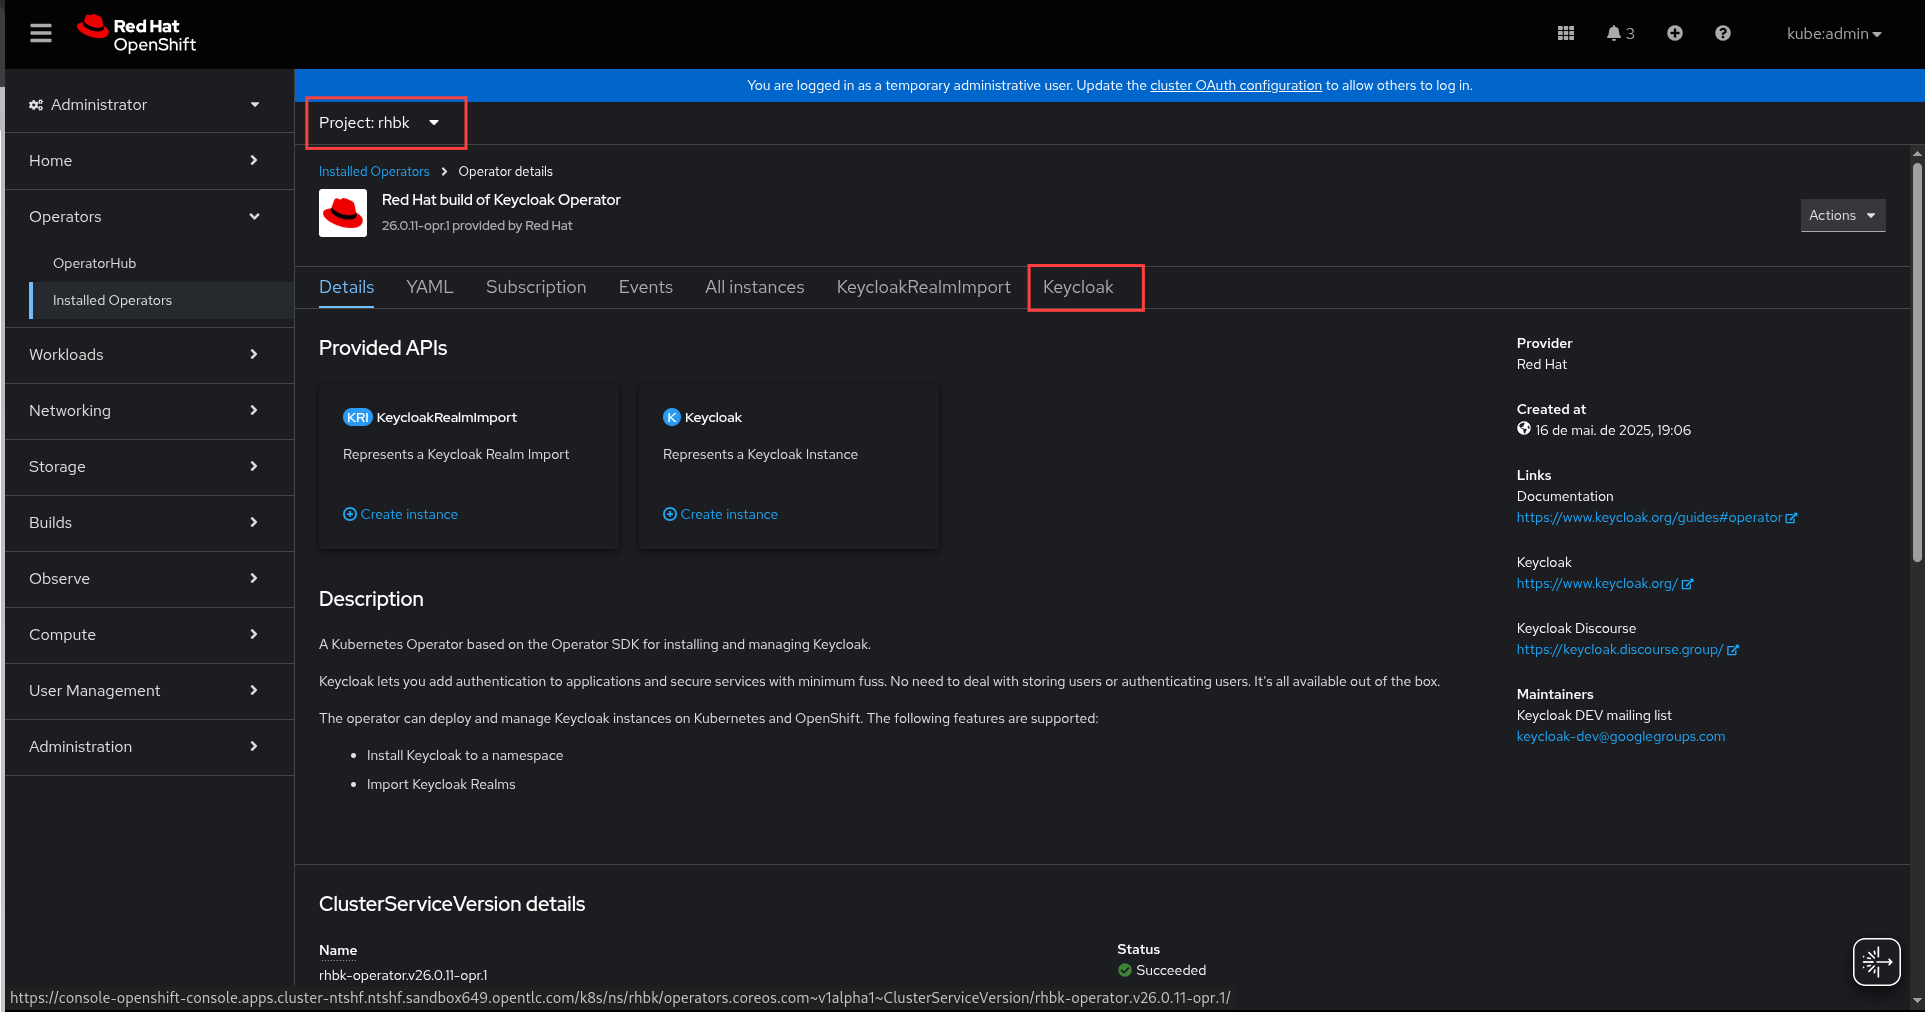 Red Hat
OpenShift
3
kube:admin
You are logged in as a temporary administrative user. Update the cluster OAuth configuration to allow others to log in.
Administrator
Home
Operators
OperatorHub
Installed Operators
Workloads
Networking
Storage
Builds
Observe
Compute
User Management
Administration
Project: rhbk
Installed Operators > Operator details
Red Hat build of Keycloak Operator
26.0.11-opr.1 provided by Red Hat
Actions
Details YAML Subscription Events All instances KeycloakRealmImport Keycloak
Provided APIs
KRI KeycloakRealmImport
Represents a Keycloak Realm Import
Create instance
K Keycloak
Represents a Keycloak Instance
Create instance
Description
A Kubernetes Operator based on the Operator SDK for installing and managing Keycloak.
Keycloak lets you add authentication to applications and secure services with minimum fuss. No need to deal with storing users or authenticating users. It's all available out of the box.
The operator can deploy and manage Keycloak instances on Kubernetes and OpenShift. The following features are supported:
• Install Keycloak to a namespace
• Import Keycloak Realms
Provider
Red Hat
Created at
16 de mai. de 2025, 19:06
Links
Documentation
https://www.keycloak.org/guides#operator
Keycloak
https://www.keycloak.org/
Keycloak Discourse
https://keycloak.discourse.group/
Maintainers
Keycloak DEV mailing list
keycloak-dev@googlegroups.com
ClusterServiceVersion details
Name
rhbk-operator.v26.0.11-opr.1
Status
Succeeded
https://console-openshift-console.apps.cluster-ntshf.ntshf.sandbox649.opentlc.com/k8s/ns/rhbk/operators.coreos.com~v1alpha1~ClusterServiceVersion/rhbk-operator.v26.0.11-opr.1/